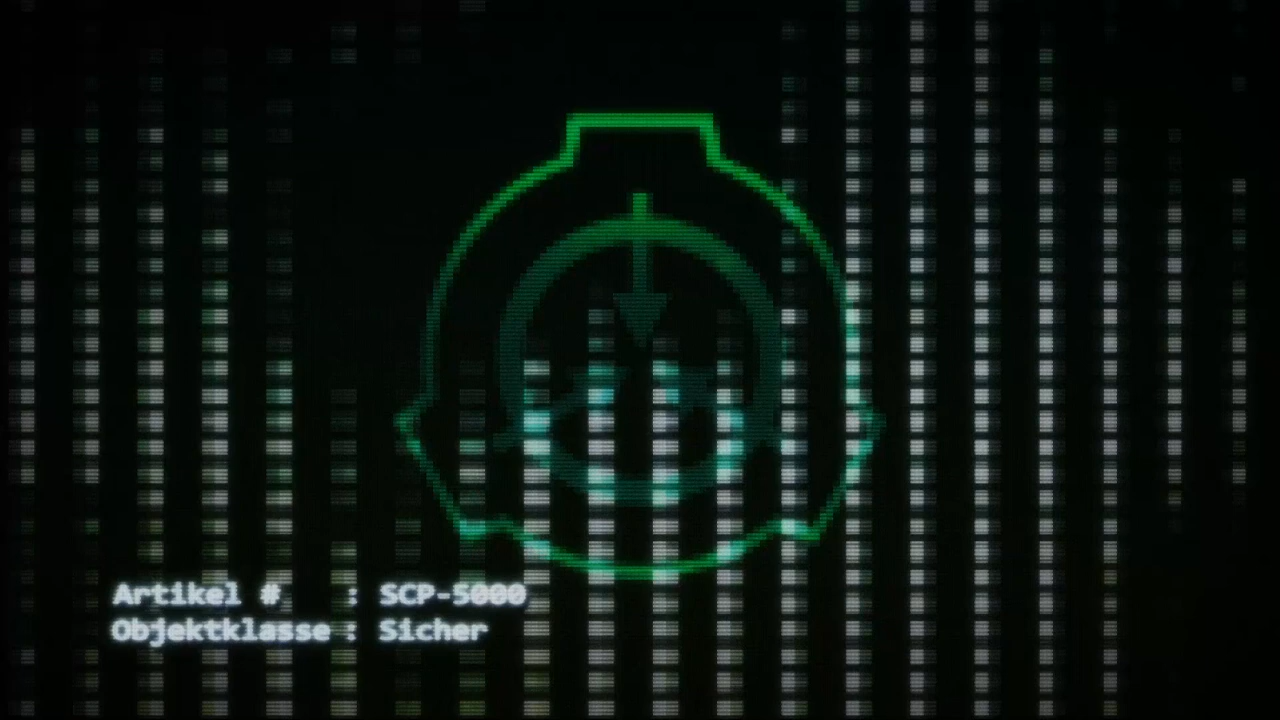 Artikel # : SCP-5000
Objektklasse : Sicher